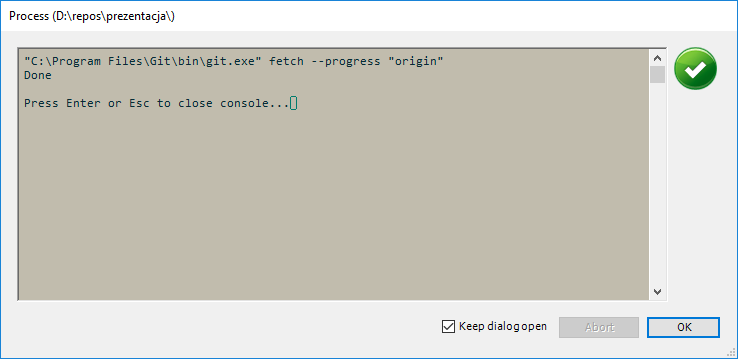 Process (D:\repos\prezentacja\)
"C:\Program Files\Git\bin\git.exe" fetch --progress "origin"
Done
Press Enter or Esc to close console...
Keep dialog open
Abort
OK